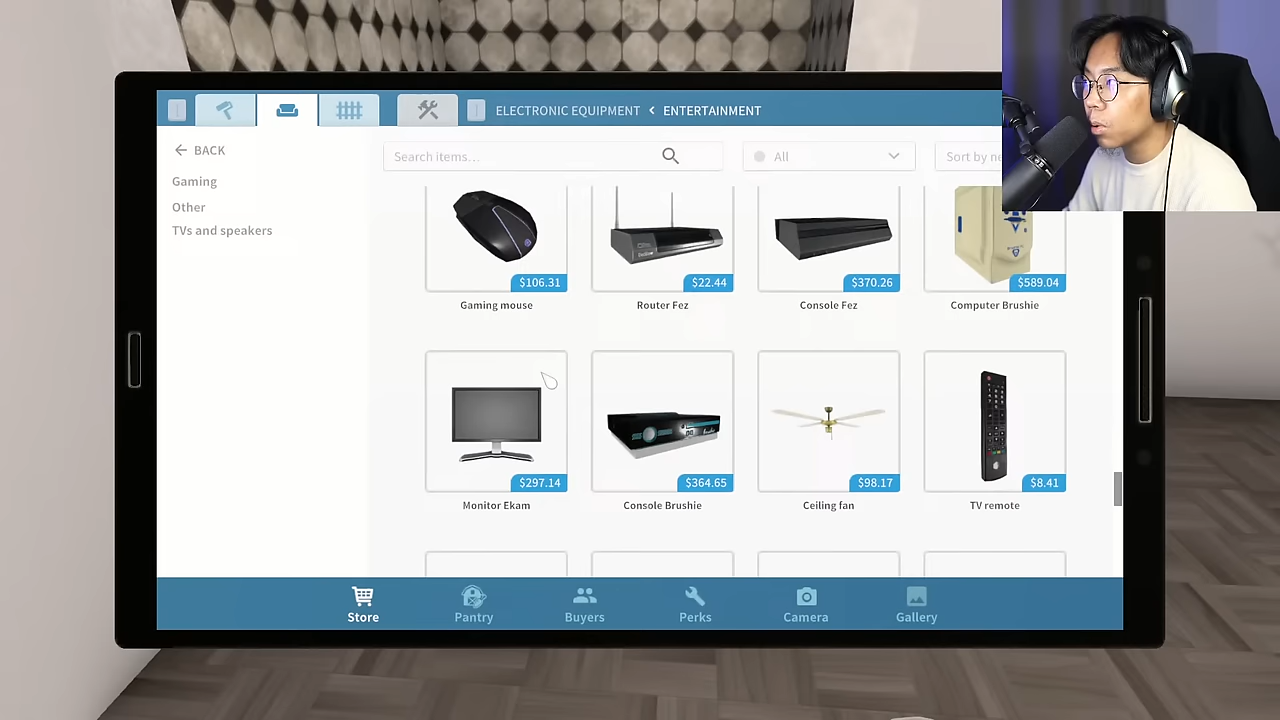 ELECTRONIC EQUIPMENT < ENTERTAINMENT
BACK
Search items...
All
Sort by ne
Gaming
Other
TVs and speakers
$106.31
$22.44
$370.26
$589.04
Gaming mouse
Router Fez
Console Fez
Computer Brushie
$297.14
$364.65
$98.17
$8.41
Monitor Ekam
Console Brushie
Ceiling fan
TV remote
Store
Pantry
Buyers
Perks
Camera
Gallery